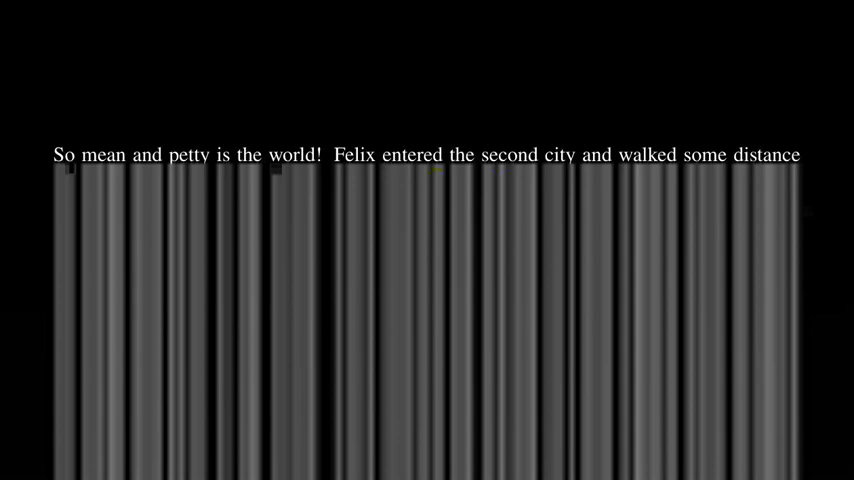 So mean and petty is the world! Felix entered the second city and walked some distance